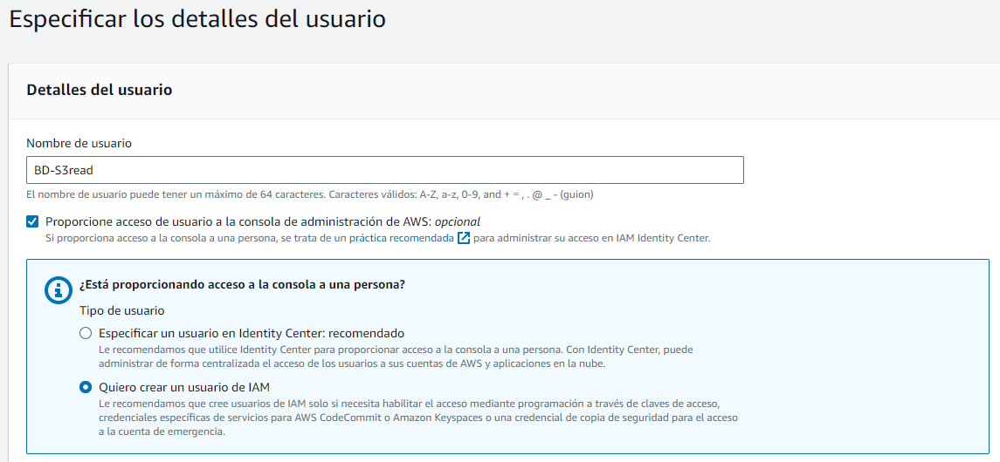 Especificar los detalles del usuario
Detalles del usuario
Nombre de usuario
BD-S3read
El nombre de usuario puede tener un máximo de 64 caracteres. Caracteres válidos: A-Z, a-z, 0-9, and + = , . @ _ - (guion)
Proporcione acceso de usuario a la consola de administración de AWS: opcional
Si proporciona acceso a la consola a una persona, se trata de un práctica recomendada para administrar su acceso en IAM Identity Center.
¿Está proporcionando acceso a la consola a una persona?
Tipo de usuario
Especificar un usuario en Identity Center: recomendado
Le recomendamos que utilice Identity Center para proporcionar acceso a la consola a una persona. Con Identity Center, puede
administrar de forma centralizada el acceso de los usuarios a sus cuentas de AWS y aplicaciones en la nube.
Quiero crear un usuario de IAM
Le recomendamos que cree usuarios de IAM solo si necesita habilitar el acceso mediante programación a través de claves de acceso,
credenciales específicas de servicios para AWS CodeCommit o Amazon Keyspaces o una credencial de copia de seguridad para el acceso
a la cuenta de emergencia.